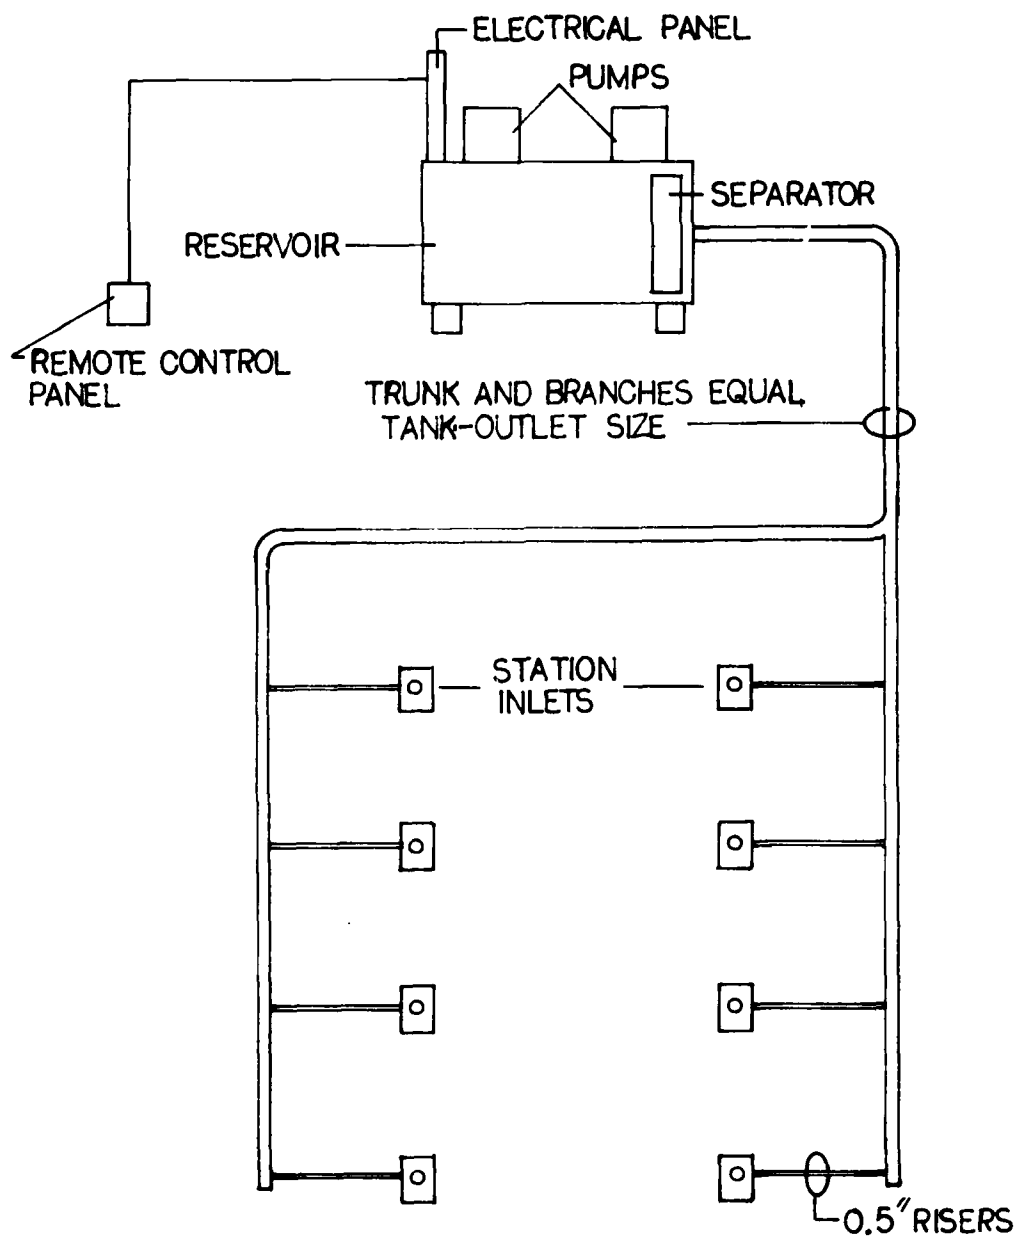 ELECTRICAL PANEL
PUMPS
SEPARATOR
RESERVOIR
REMOTE CONTROL
PANEL
TRUNK AND BRANCHES EQUAL
TANK-OUTLET SIZE
STATION
INLETS
0.5" RISERS